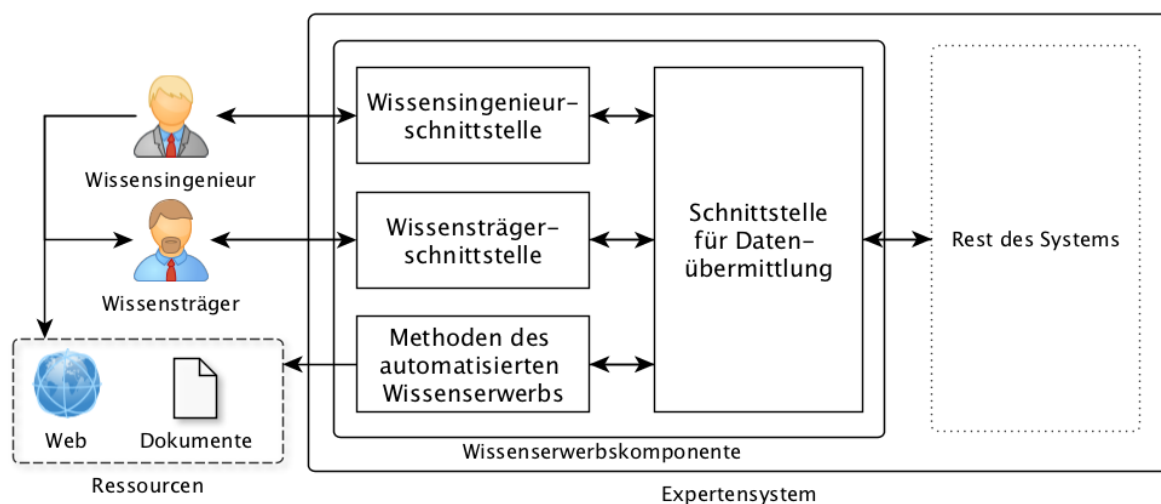 Wissensingenieur
Wissensträger
Web
Dokumente
Ressourcen
Wissensingenieur-
schnittstelle
Wissensträger-
schnittstelle
Methoden des
automatisierten
Wissenserwerbs
Schnittstelle
für Daten-
übermittlung
Rest des Systems
Wissenserwerbskomponente
Expertensystem